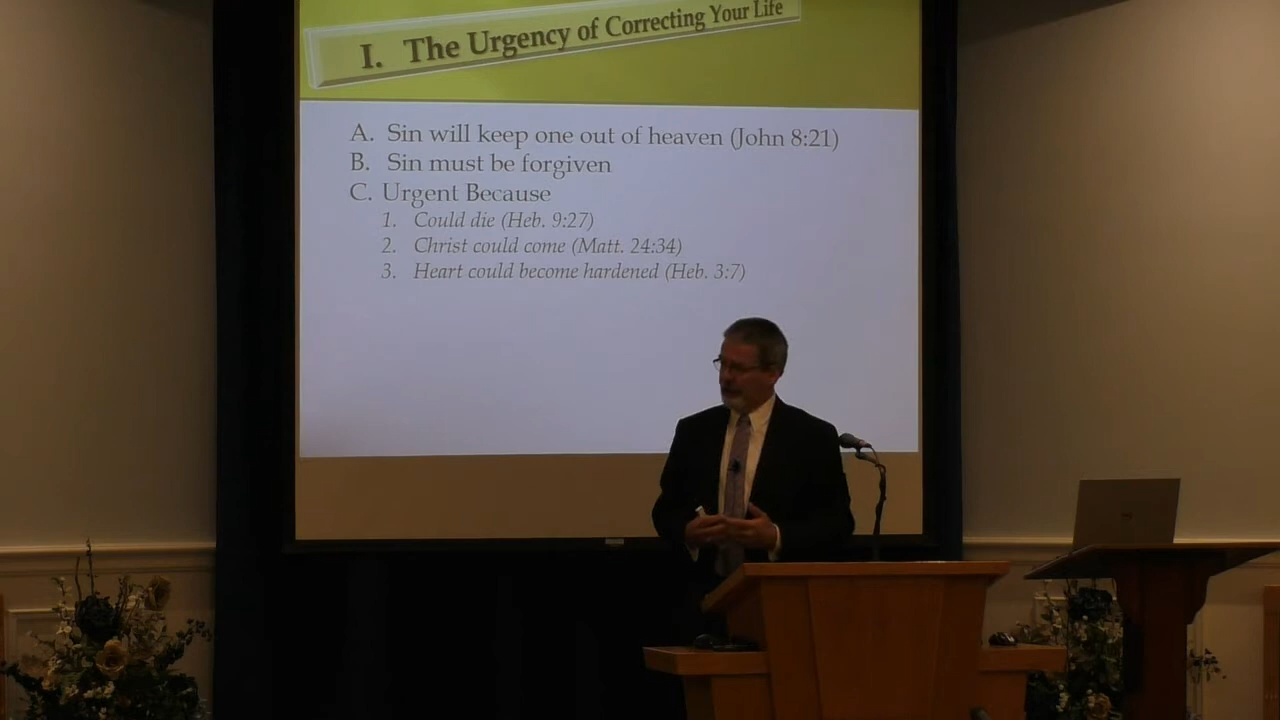 I. The Urgency of Correcting Your Life
A. Sin will keep one out of heaven (John 8:21)
B. Sin must be forgiven
C. Urgent Because
1. Could die (Heb. 9:27)
2. Christ could come (Matt. 24:34)
3. Heart could become hardened (Heb. 3:7)